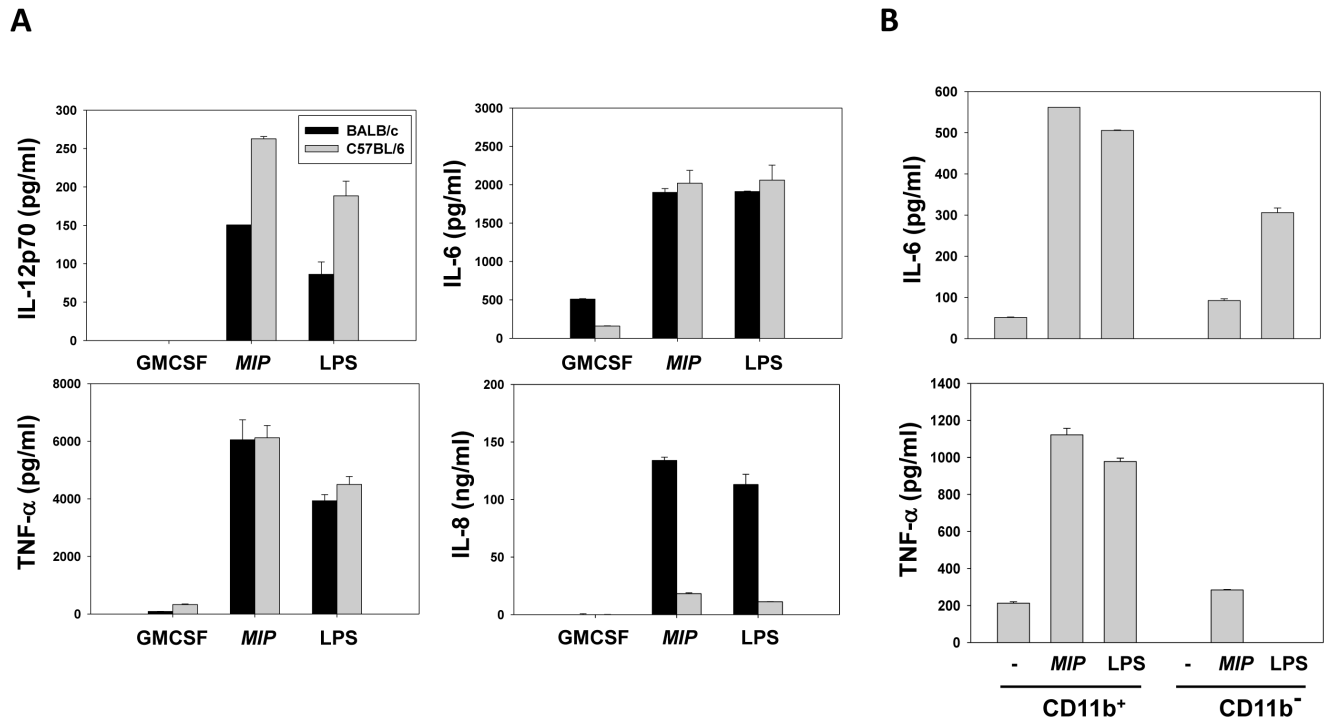 A
B
IL-12p70 (pg/ml)
300
250
200
150
100
50
0
BALB/c
C57BL/6
GMCSF MIP LPS
IL-6 (pg/ml)
3000
2500
2000
1500
1000
500
0
GMCSF MIP LPS
TNF-α (pg/ml)
8000
6000
4000
2000
0
GMCSF MIP LPS
IL-8 (ng/ml)
200
150
100
50
0
GMCSF MIP LPS
IL-6 (pg/ml)
600
500
400
300
200
100
0
TNF-α (pg/ml)
1400
1200
1000
800
600
400
200
0
- MIP LPS - MIP LPS
CD11b⁺ CD11b⁻